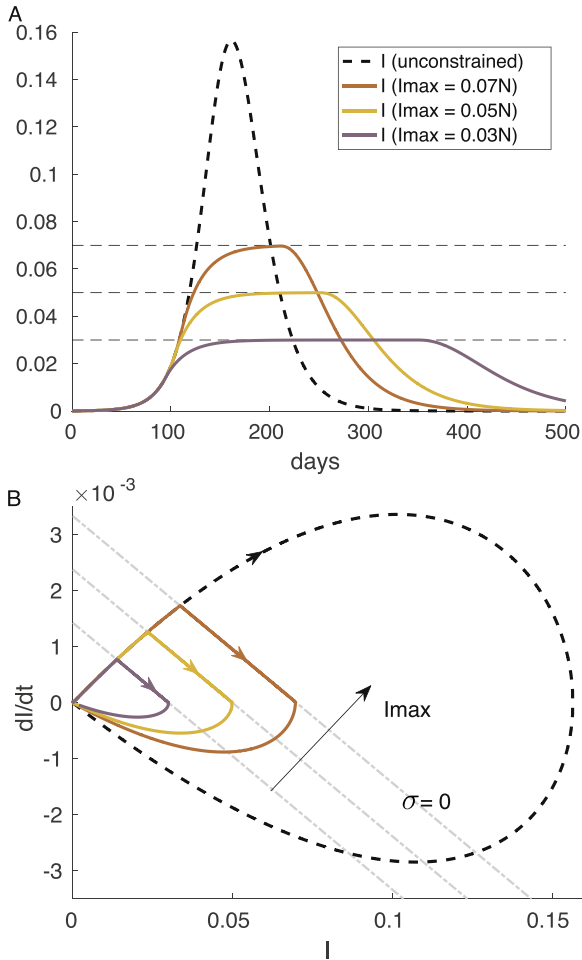 A
0.16
0.14
0.12
0.1
0.08
0.06
0.04
0.02
0
I (unconstrained)
I (Imax = 0.07N)
I (Imax = 0.05N)
I (Imax = 0.03N)
0 100 200 300 400 500
days
B
×10⁻³
3
2
1
0
-1
-2
-3
dI/dt
Imax
σ = 0
0 0.05 0.1 0.15
I